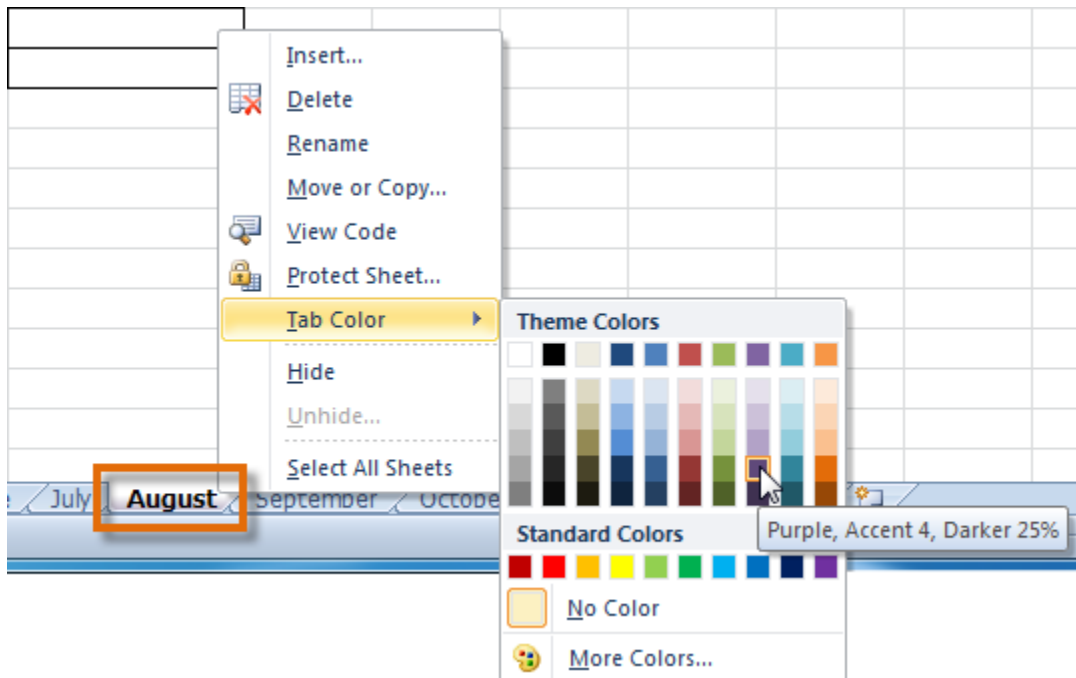 Insert...
Delete
Rename
Move or Copy...
View Code
Protect Sheet...
Tab Color
Hide
Unhide...
Select All Sheets
Theme Colors
Purple, Accent 4, Darker 25%
Standard Colors
No Color
More Colors...
e July August September Octobe